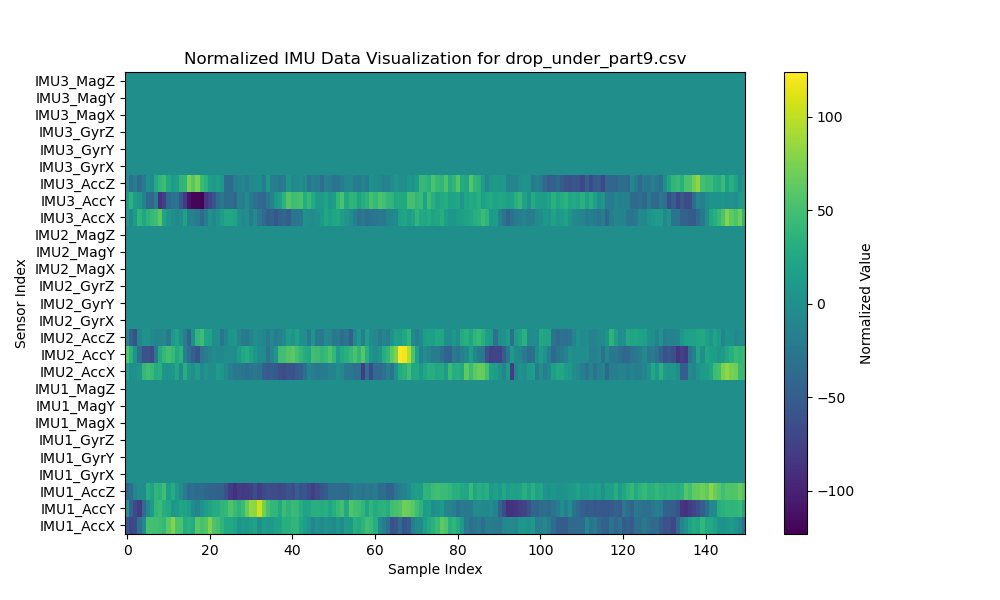 Normalized IMU Data Visualization for drop_under_part9.csv
IMU3_MagZ
IMU3_MagY
IMU3_MagX
IMU3_GyrZ
IMU3_GyrY
IMU3_GyrX
IMU3_AccZ
IMU3_AccY
IMU3_AccX
IMU2_MagZ
IMU2_MagY
IMU2_MagX
IMU2_GyrZ
IMU2_GyrY
IMU2_GyrX
IMU2_AccZ
IMU2_AccY
IMU2_AccX
IMU1_MagZ
IMU1_MagY
IMU1_MagX
IMU1_GyrZ
IMU1_GyrY
IMU1_GyrX
IMU1_AccZ
IMU1_AccY
IMU1_AccX
Sensor Index
0 20 40 60 80 100 120 140
Sample Index
100
50
0
−50
−100
Normalized Value